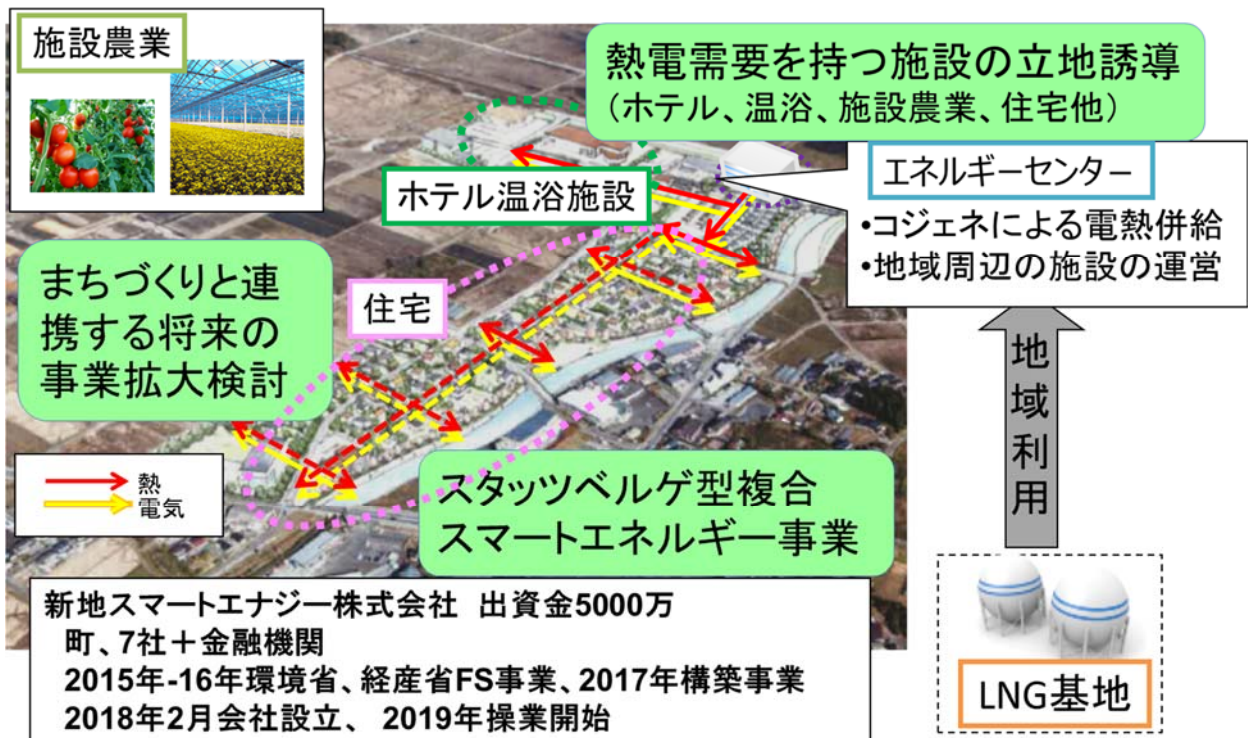 施設農業
熱電需要を持つ施設の立地誘導
（ホテル、温浴、施設農業、住宅他）
エネルギーセンター
•コジェネによる電熱併給
•地域周辺の施設の運営
ホテル温浴施設
まちづくりと連
携する将来の
事業拡大検討
住宅
地域利用
熱
電気
スタッツベルゲ型複合
スマートエネルギー事業
新地スマートエナジー株式会社 出資金5000万
町、7社＋金融機関
2015年-16年環境省、経産省FS事業、2017年構築事業
2018年2月会社設立、 2019年操業開始
LNG基地